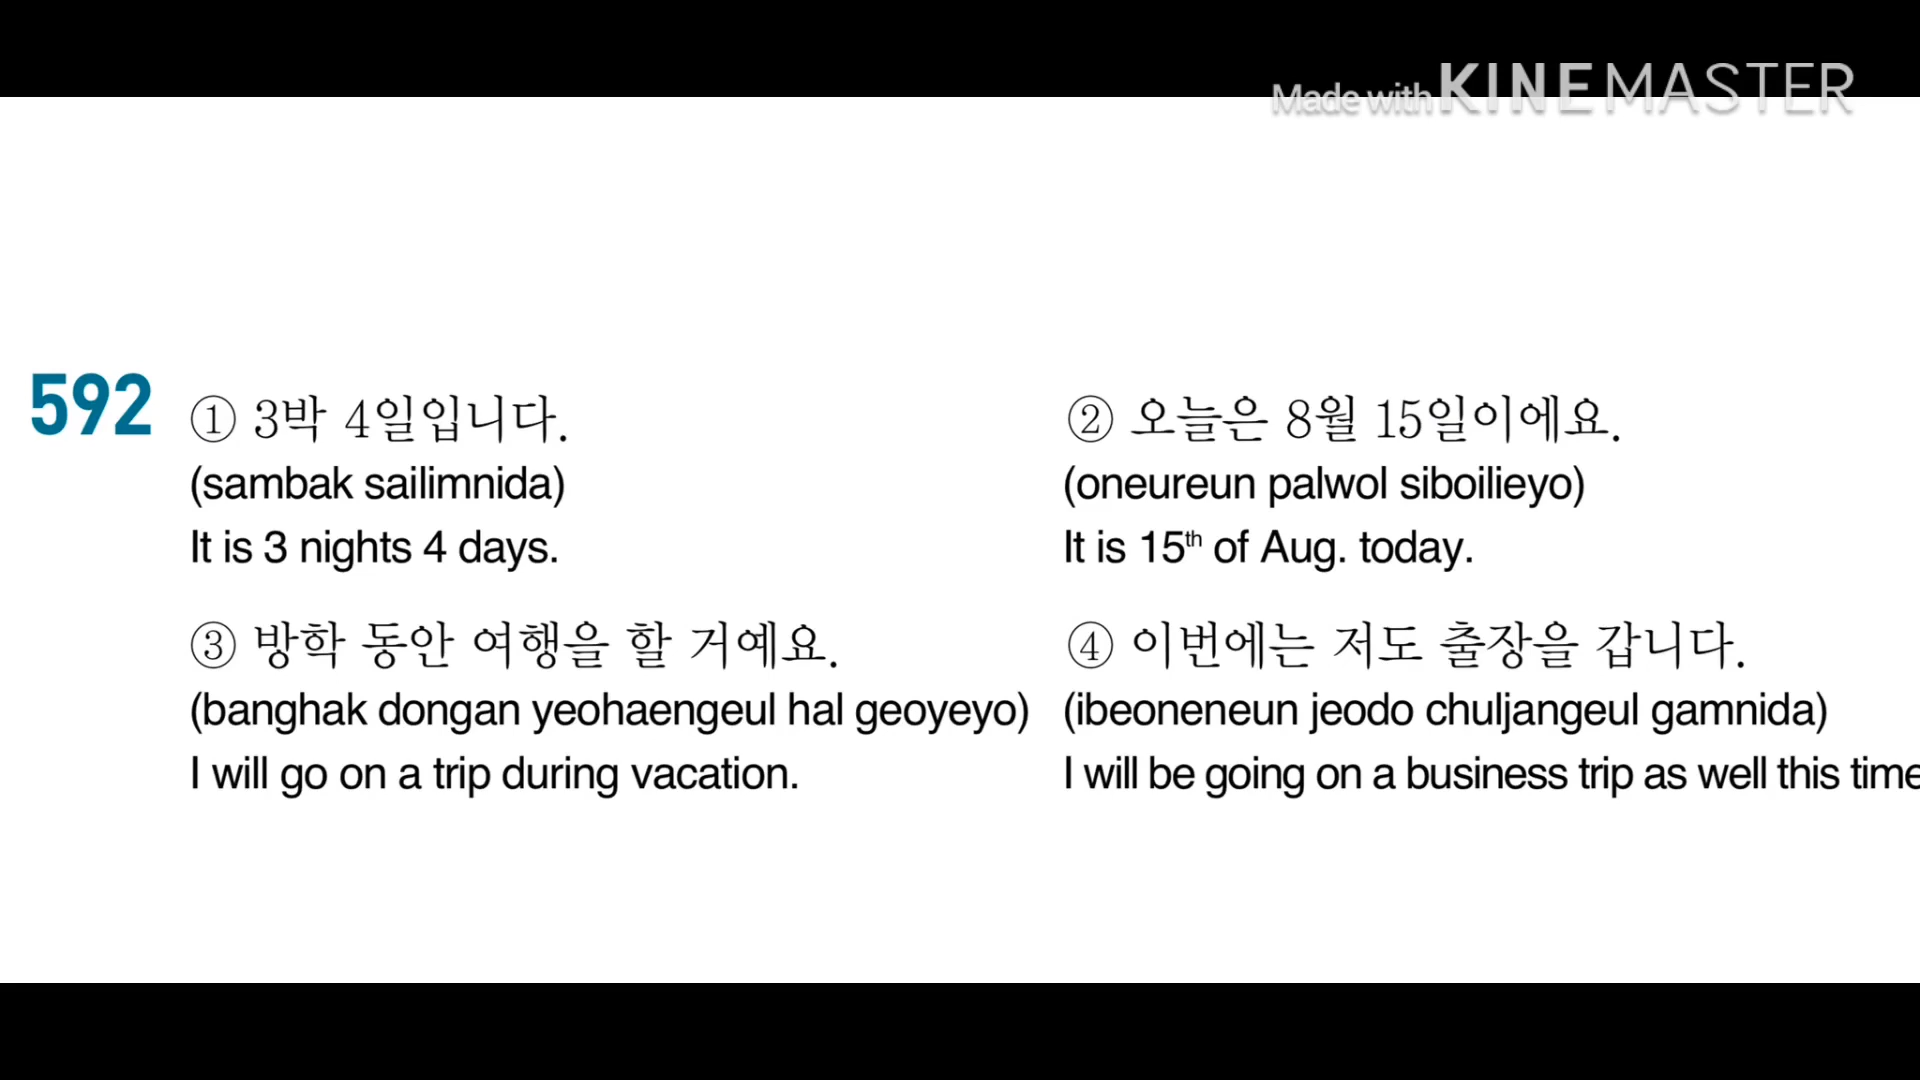 Made with KINEMASTER
592
① 3박 4일입니다.
(sambak sailimnida)
It is 3 nights 4 days.
② 오늘은 8월 15일이에요.
(oneureun palwol siboilieyo)
It is 15th of Aug. today.
③ 방학 동안 여행을 할 거예요.
(banghak dongan yeohaengeul hal geoyeyo)
I will go on a trip during vacation.
④ 이번에는 저도 출장을 갑니다.
(ibeoneneun jeodo chuljangeul gamnida)
I will be going on a business trip as well this time